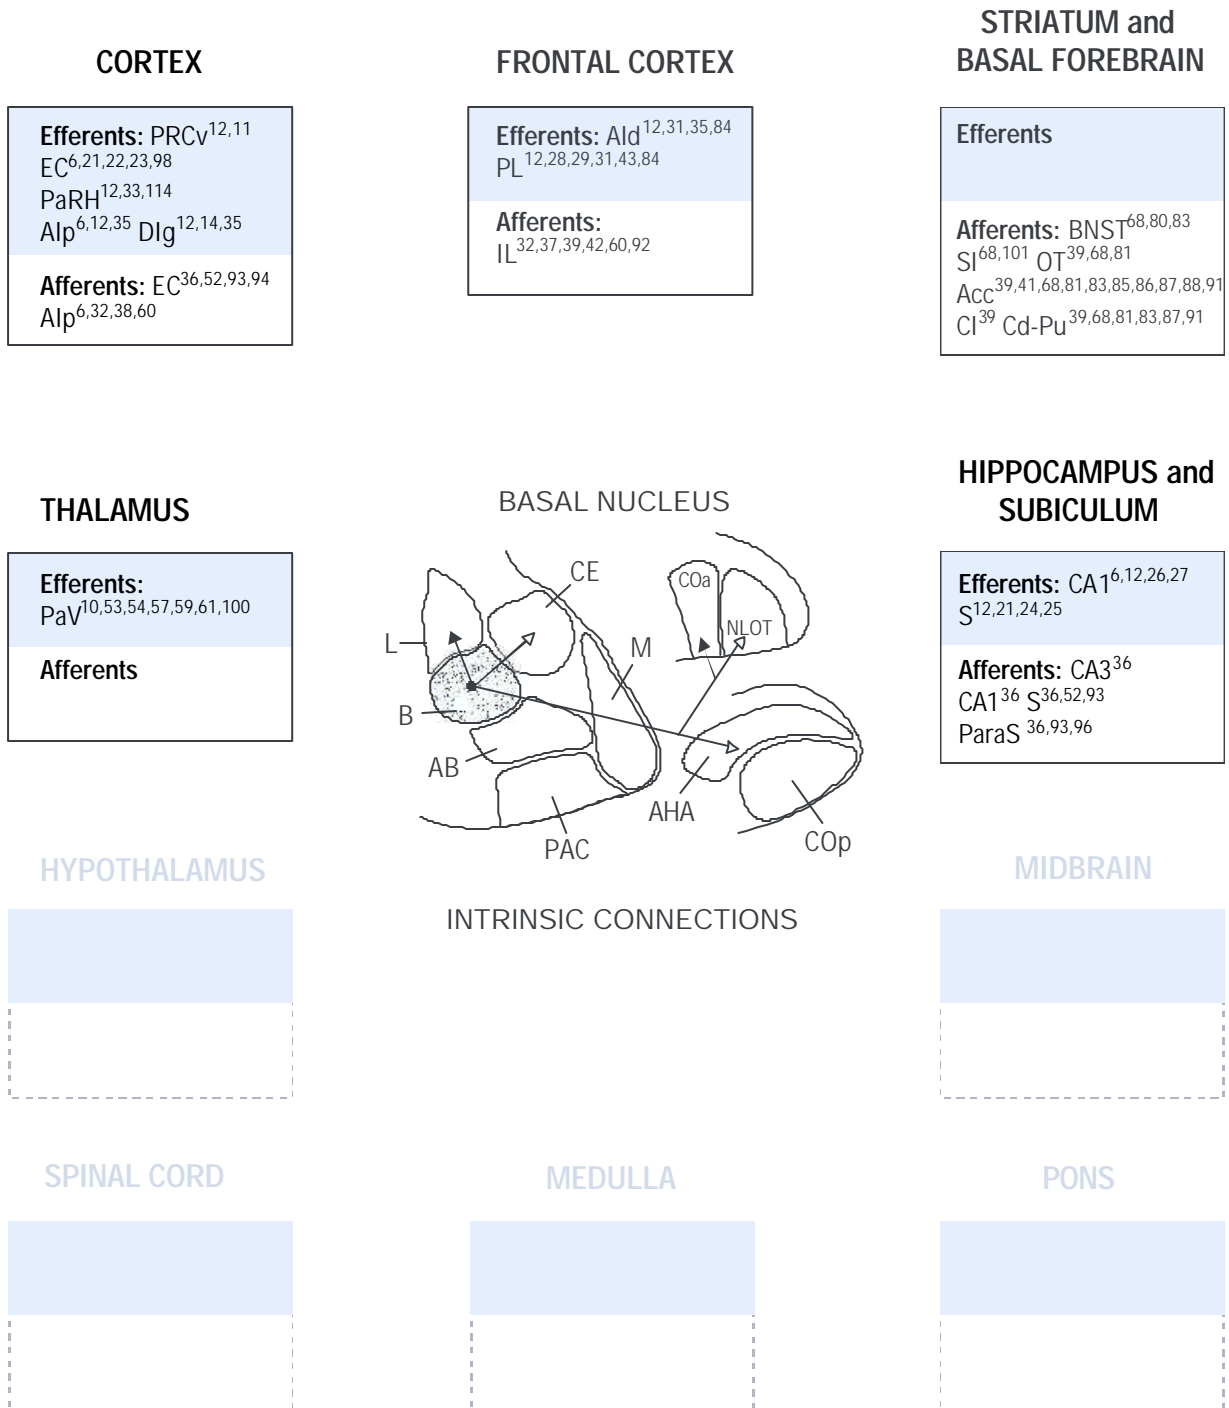 CORTEX
Efferents: PRCv12,11
EC6,21,22,23,98
PaRH12,33,114
AIp6,12,35 DIg12,14,35
Afferents: EC36,52,93,94
AIp6,32,38,60
FRONTAL CORTEX
Efferents: AId12,31,35,84
PL12,28,29,31,43,84
Afferents:
IL32,37,39,42,60,92
STRIATUM and
BASAL FOREBRAIN
Efferents
Afferents: BNST68,80,83
SI68,101 OT39,68,81
Acc39,41,68,81,83,85,86,87,88,91
Cl39 Cd-Pu39,68,81,83,87,91
THALAMUS
Efferents:
PaV10,53,54,57,59,61,100
Afferents
BASAL NUCLEUS
CE
COa
NLOT
L
M
B
AB
AHA
PAC
COp
INTRINSIC CONNECTIONS
HIPPOCAMPUS and
SUBICULUM
Efferents: CA16,12,26,27
S12,21,24,25
Afferents: CA336
CA136 S36,52,93
ParaS 36,93,96
HYPOTHALAMUS
MIDBRAIN
SPINAL CORD
MEDULLA
PONS